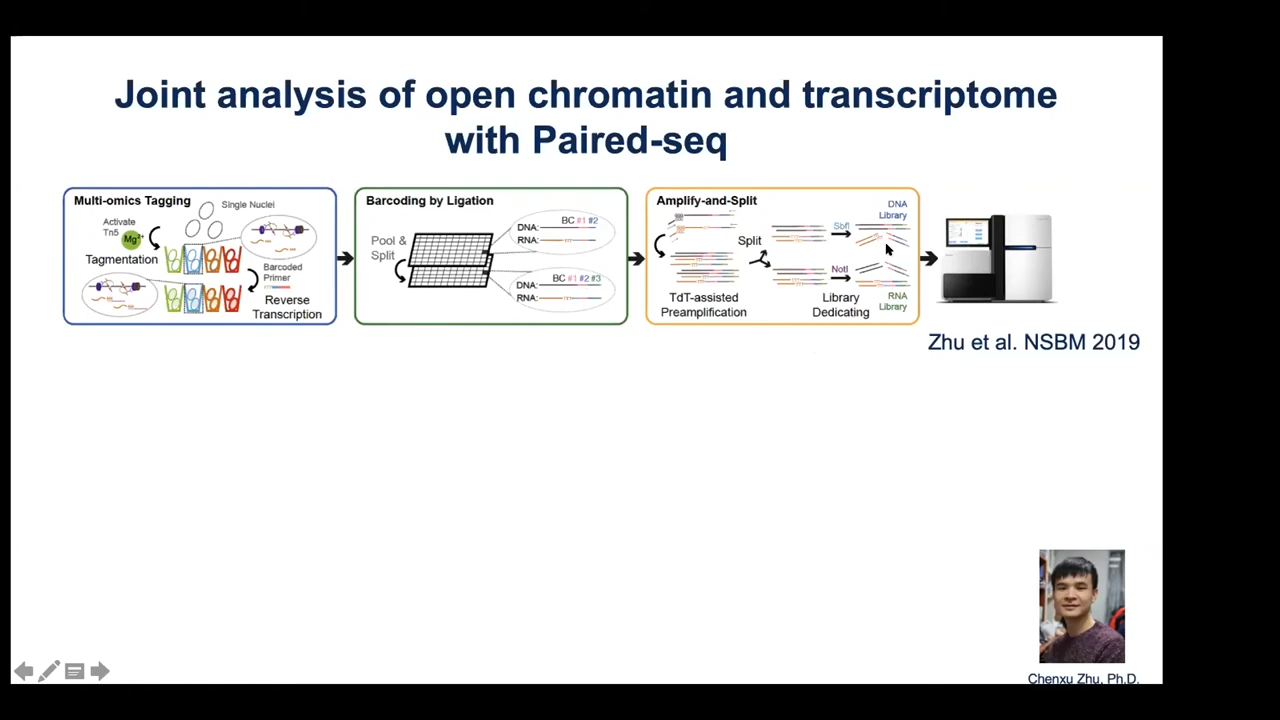 Joint analysis of open chromatin and transcriptome
with Paired-seq
Multi-omics Tagging
Single Nuclei
Activate
Tn5
Mg2+
Tagmentation
Barcoded
Primer
Reverse
Transcription
Barcoding by Ligation
Pool &
Split
BC #1 #2
DNA:
RNA:
BC #1 #2 #3
DNA:
RNA:
Amplify-and-Split
TdT-assisted
Preamplification
Split
SbfI
NotI
DNA
Library
Library
Dedicating
RNA
Library
Zhu et al. NSBM 2019
Chenxu Zhu, Ph.D.